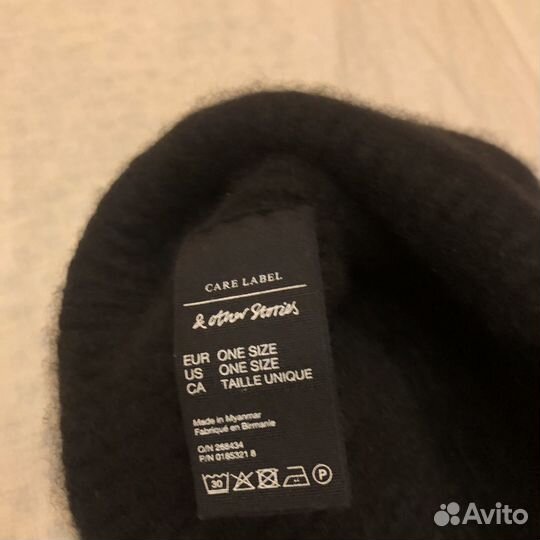 CARE LABEL
& other Stories
EUR ONE SIZE
US ONE SIZE
CA TAILLE UNIQUE
Made in Myanmar
Fabriqué en Birmanie
O/N 288434
P/N 0185321 8
30 P
Avito